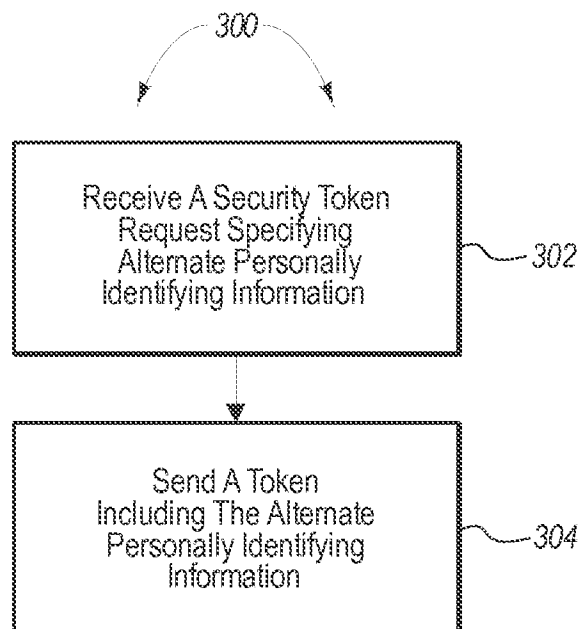 300
Receive A Security Token
Request Specifying
Alternate Personally
Identifying Information
302
Send A Token
Including The Alternate
Personally Identifying
Information
304